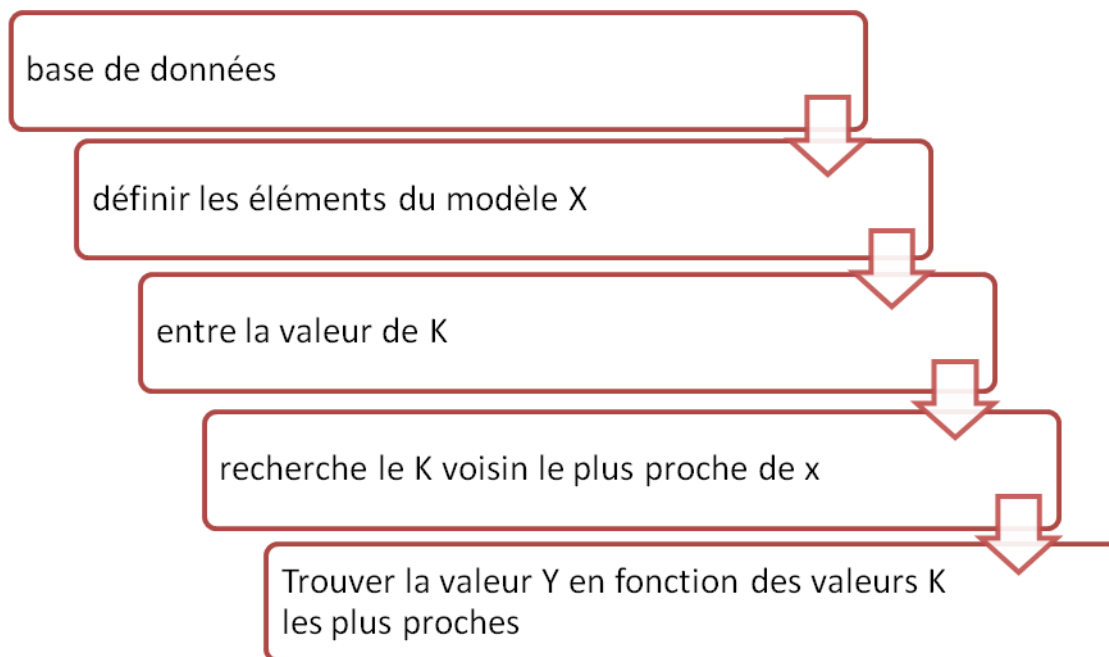 base de données
définir les éléments du modèle X
entre la valeur de K
recherche le K voisin le plus proche de x
Trouver la valeur Y en fonction des valeurs K
les plus proches